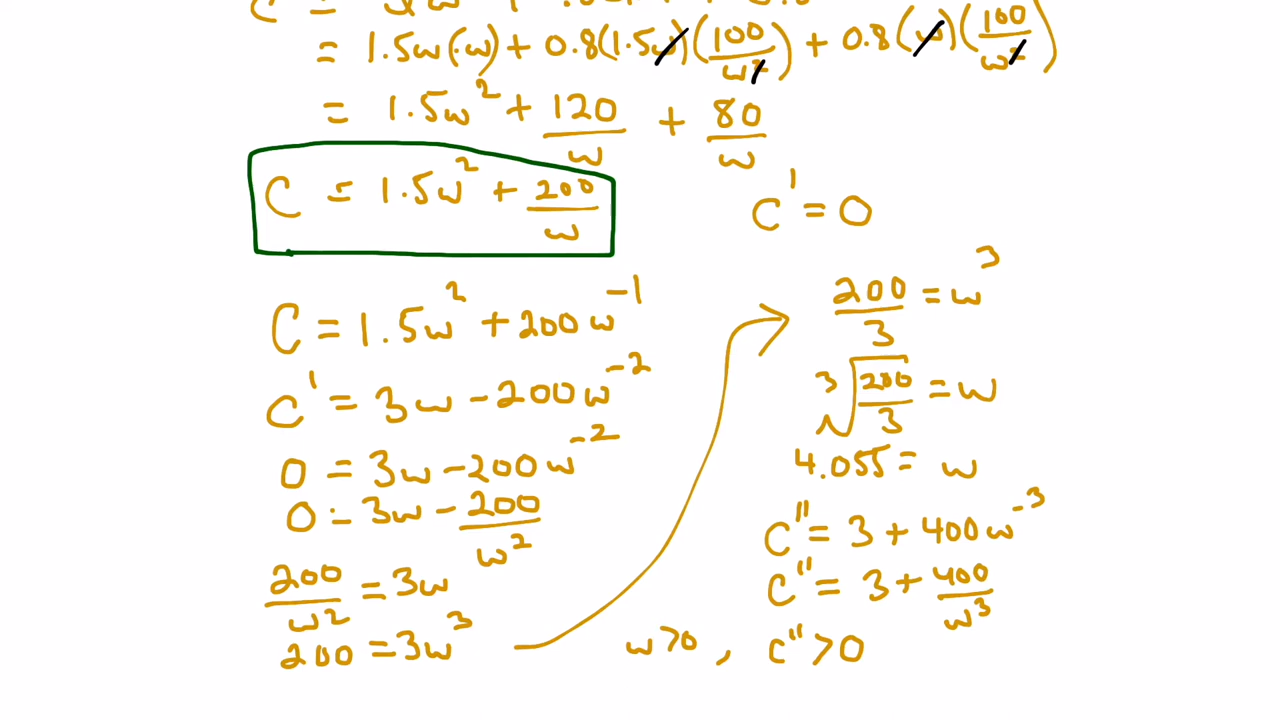 = 1.5w(·w) + 0.8(1.5w)(100/w²) + 0.8(w)(100/w²)
= 1.5w² + 120/w + 80/w
C = 1.5w² + 200/w
C = 1.5w² + 200w⁻¹
C' = 3w - 200w⁻²
0 = 3w - 200w⁻²
0 = 3w - 200/w²
200/w² = 3w
200 = 3w³
C' = 0
200/3 = w³
³√(200/3) = w
4.055 = w
C'' = 3 + 400w⁻³
C'' = 3 + 400/w³
w>0, C''>0